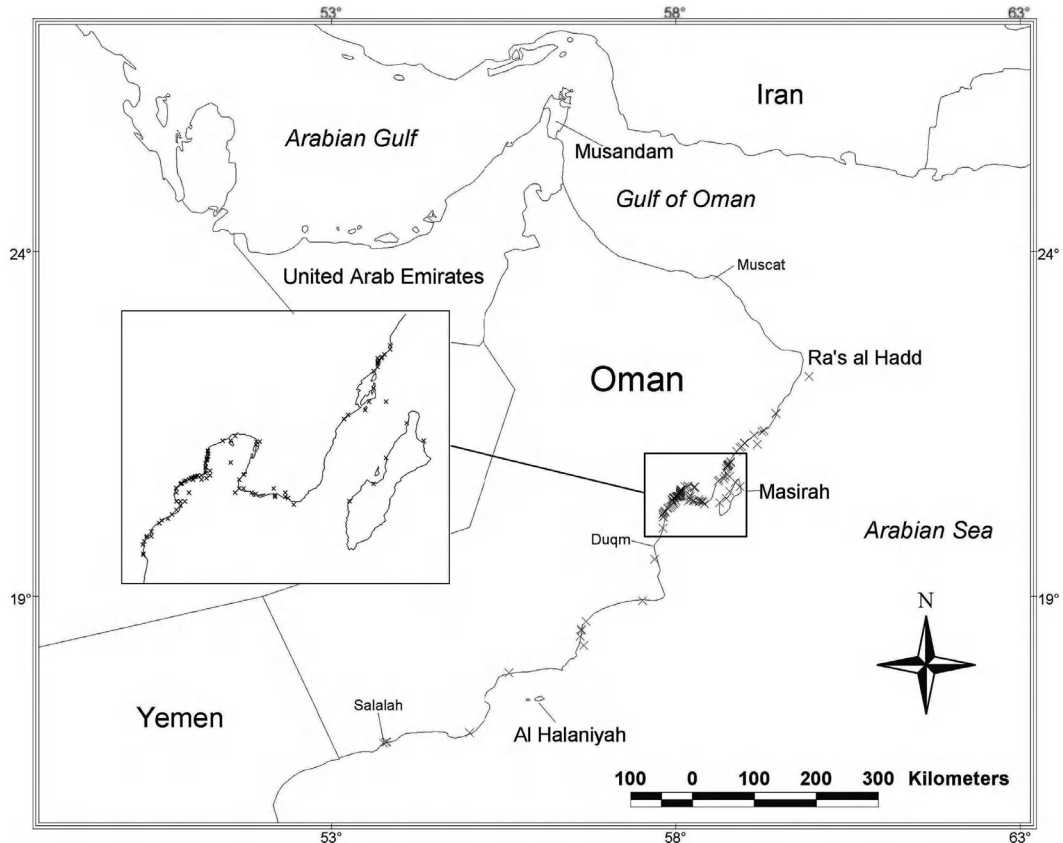 53°
58°
63°
Iran
Arabian Gulf
Musandam
Gulf of Oman
24°
24°
United Arab Emirates
Muscat
Ra's al Hadd
Oman
Masirah
Arabian Sea
Duqm
19°
19°
N
Salalah
Yemen
Al Halaniyah
100 0 100 200 300 Kilometers
53°
58°
63°